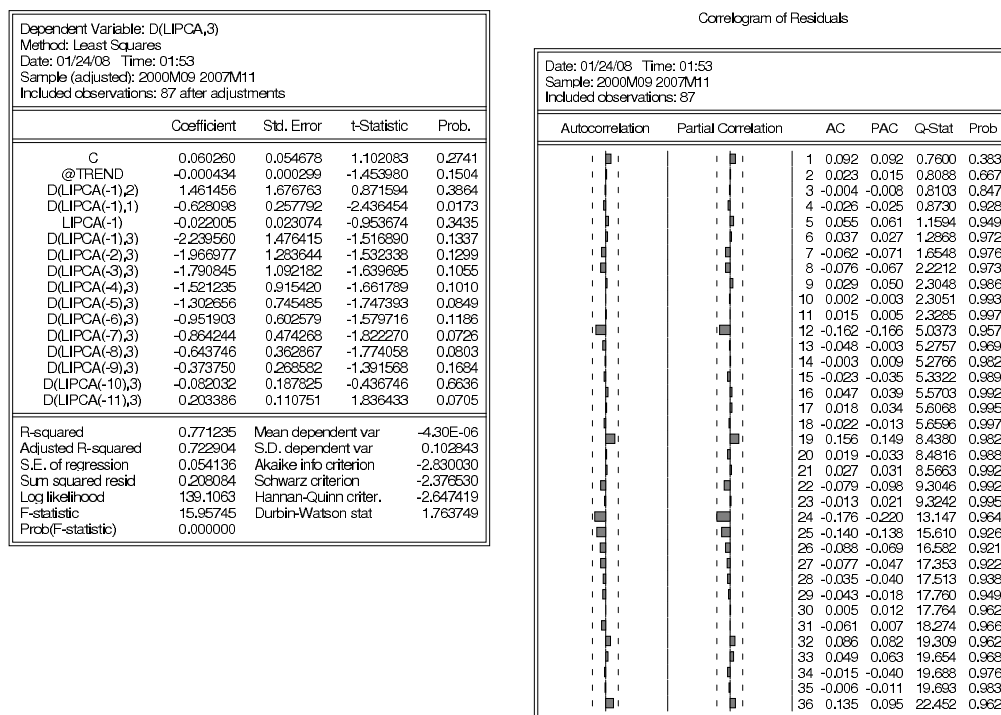 Dependent Variable: D(LIPCA,3)
Method: Least Squares
Date: 01/24/08 Time: 01:53
Sample (adjusted): 2000M09 2007M11
Included observations: 87 after adjustments
Coefficient Std. Error t-Statistic Prob.
C 0.060260 0.054678 1.102083 0.2741
@TREND -0.000434 0.000299 -1.453980 0.1504
D(LIPCA(-1),2) 1.461456 1.676763 0.871594 0.3864
D(LIPCA(-1),1) -0.628098 0.257792 -2.436454 0.0173
LIPCA(-1) -0.022005 0.023074 -0.953674 0.3435
D(LIPCA(-1),3) -2.239560 1.476415 -1.516890 0.1337
D(LIPCA(-2),3) -1.966977 1.283644 -1.532338 0.1299
D(LIPCA(-3),3) -1.790845 1.092182 -1.639695 0.1055
D(LIPCA(-4),3) -1.521235 0.915420 -1.661789 0.1010
D(LIPCA(-5),3) -1.302656 0.745485 -1.747393 0.0849
D(LIPCA(-6),3) -0.951903 0.602579 -1.579716 0.1186
D(LIPCA(-7),3) -0.864244 0.474268 -1.822270 0.0726
D(LIPCA(-8),3) -0.643746 0.362867 -1.774058 0.0803
D(LIPCA(-9),3) -0.373750 0.268582 -1.391568 0.1684
D(LIPCA(-10),3) -0.082032 0.187825 -0.436746 0.6636
D(LIPCA(-11),3) 0.203386 0.110751 1.836433 0.0705
R-squared 0.771235 Mean dependent var -4.30E-06
Adjusted R-squared 0.722904 S.D. dependent var 0.102843
S.E. of regression 0.054136 Akaike info criterion -2.830030
Sum squared resid 0.208084 Schwarz criterion -2.376530
Log likelihood 139.1063 Hannan-Quinn criter. -2.647419
F-statistic 15.95745 Durbin-Watson stat 1.763749
Prob(F-statistic) 0.000000
Correlogram of Residuals
Date: 01/24/08 Time: 01:53
Sample: 2000M09 2007M11
Included observations: 87
Autocorrelation Partial Correlation AC PAC Q-Stat Prob
1 0.092 0.092 0.7600 0.383
2 0.023 0.015 0.8088 0.667
3 -0.004 -0.008 0.8103 0.847
4 -0.026 -0.025 0.8730 0.928
5 0.055 0.061 1.1594 0.949
6 0.037 0.027 1.2868 0.972
7 -0.062 -0.071 1.6548 0.976
8 -0.076 -0.067 2.2212 0.973
9 0.029 0.050 2.3048 0.986
10 0.002 -0.003 2.3051 0.993
11 0.015 0.005 2.3285 0.997
12 -0.162 -0.166 5.0373 0.957
13 -0.048 -0.003 5.2757 0.969
14 -0.003 0.009 5.2766 0.982
15 -0.023 -0.035 5.3322 0.989
16 0.047 0.039 5.5703 0.992
17 0.018 0.034 5.6068 0.995
18 -0.022 -0.013 5.6596 0.997
19 0.156 0.149 8.4380 0.982
20 0.019 -0.033 8.4816 0.988
21 0.027 0.031 8.5663 0.992
22 -0.079 -0.098 9.3046 0.992
23 -0.013 0.021 9.3242 0.995
24 -0.176 -0.220 13.147 0.964
25 -0.140 -0.138 15.610 0.926
26 -0.088 -0.069 16.582 0.921
27 -0.077 -0.047 17.353 0.922
28 -0.035 -0.040 17.513 0.938
29 -0.043 -0.018 17.760 0.949
30 0.005 0.012 17.764 0.962
31 -0.061 0.007 18.274 0.966
32 0.086 0.082 19.309 0.962
33 0.049 0.063 19.654 0.968
34 -0.015 -0.040 19.688 0.976
35 -0.006 -0.011 19.693 0.983
36 0.135 0.095 22.452 0.962